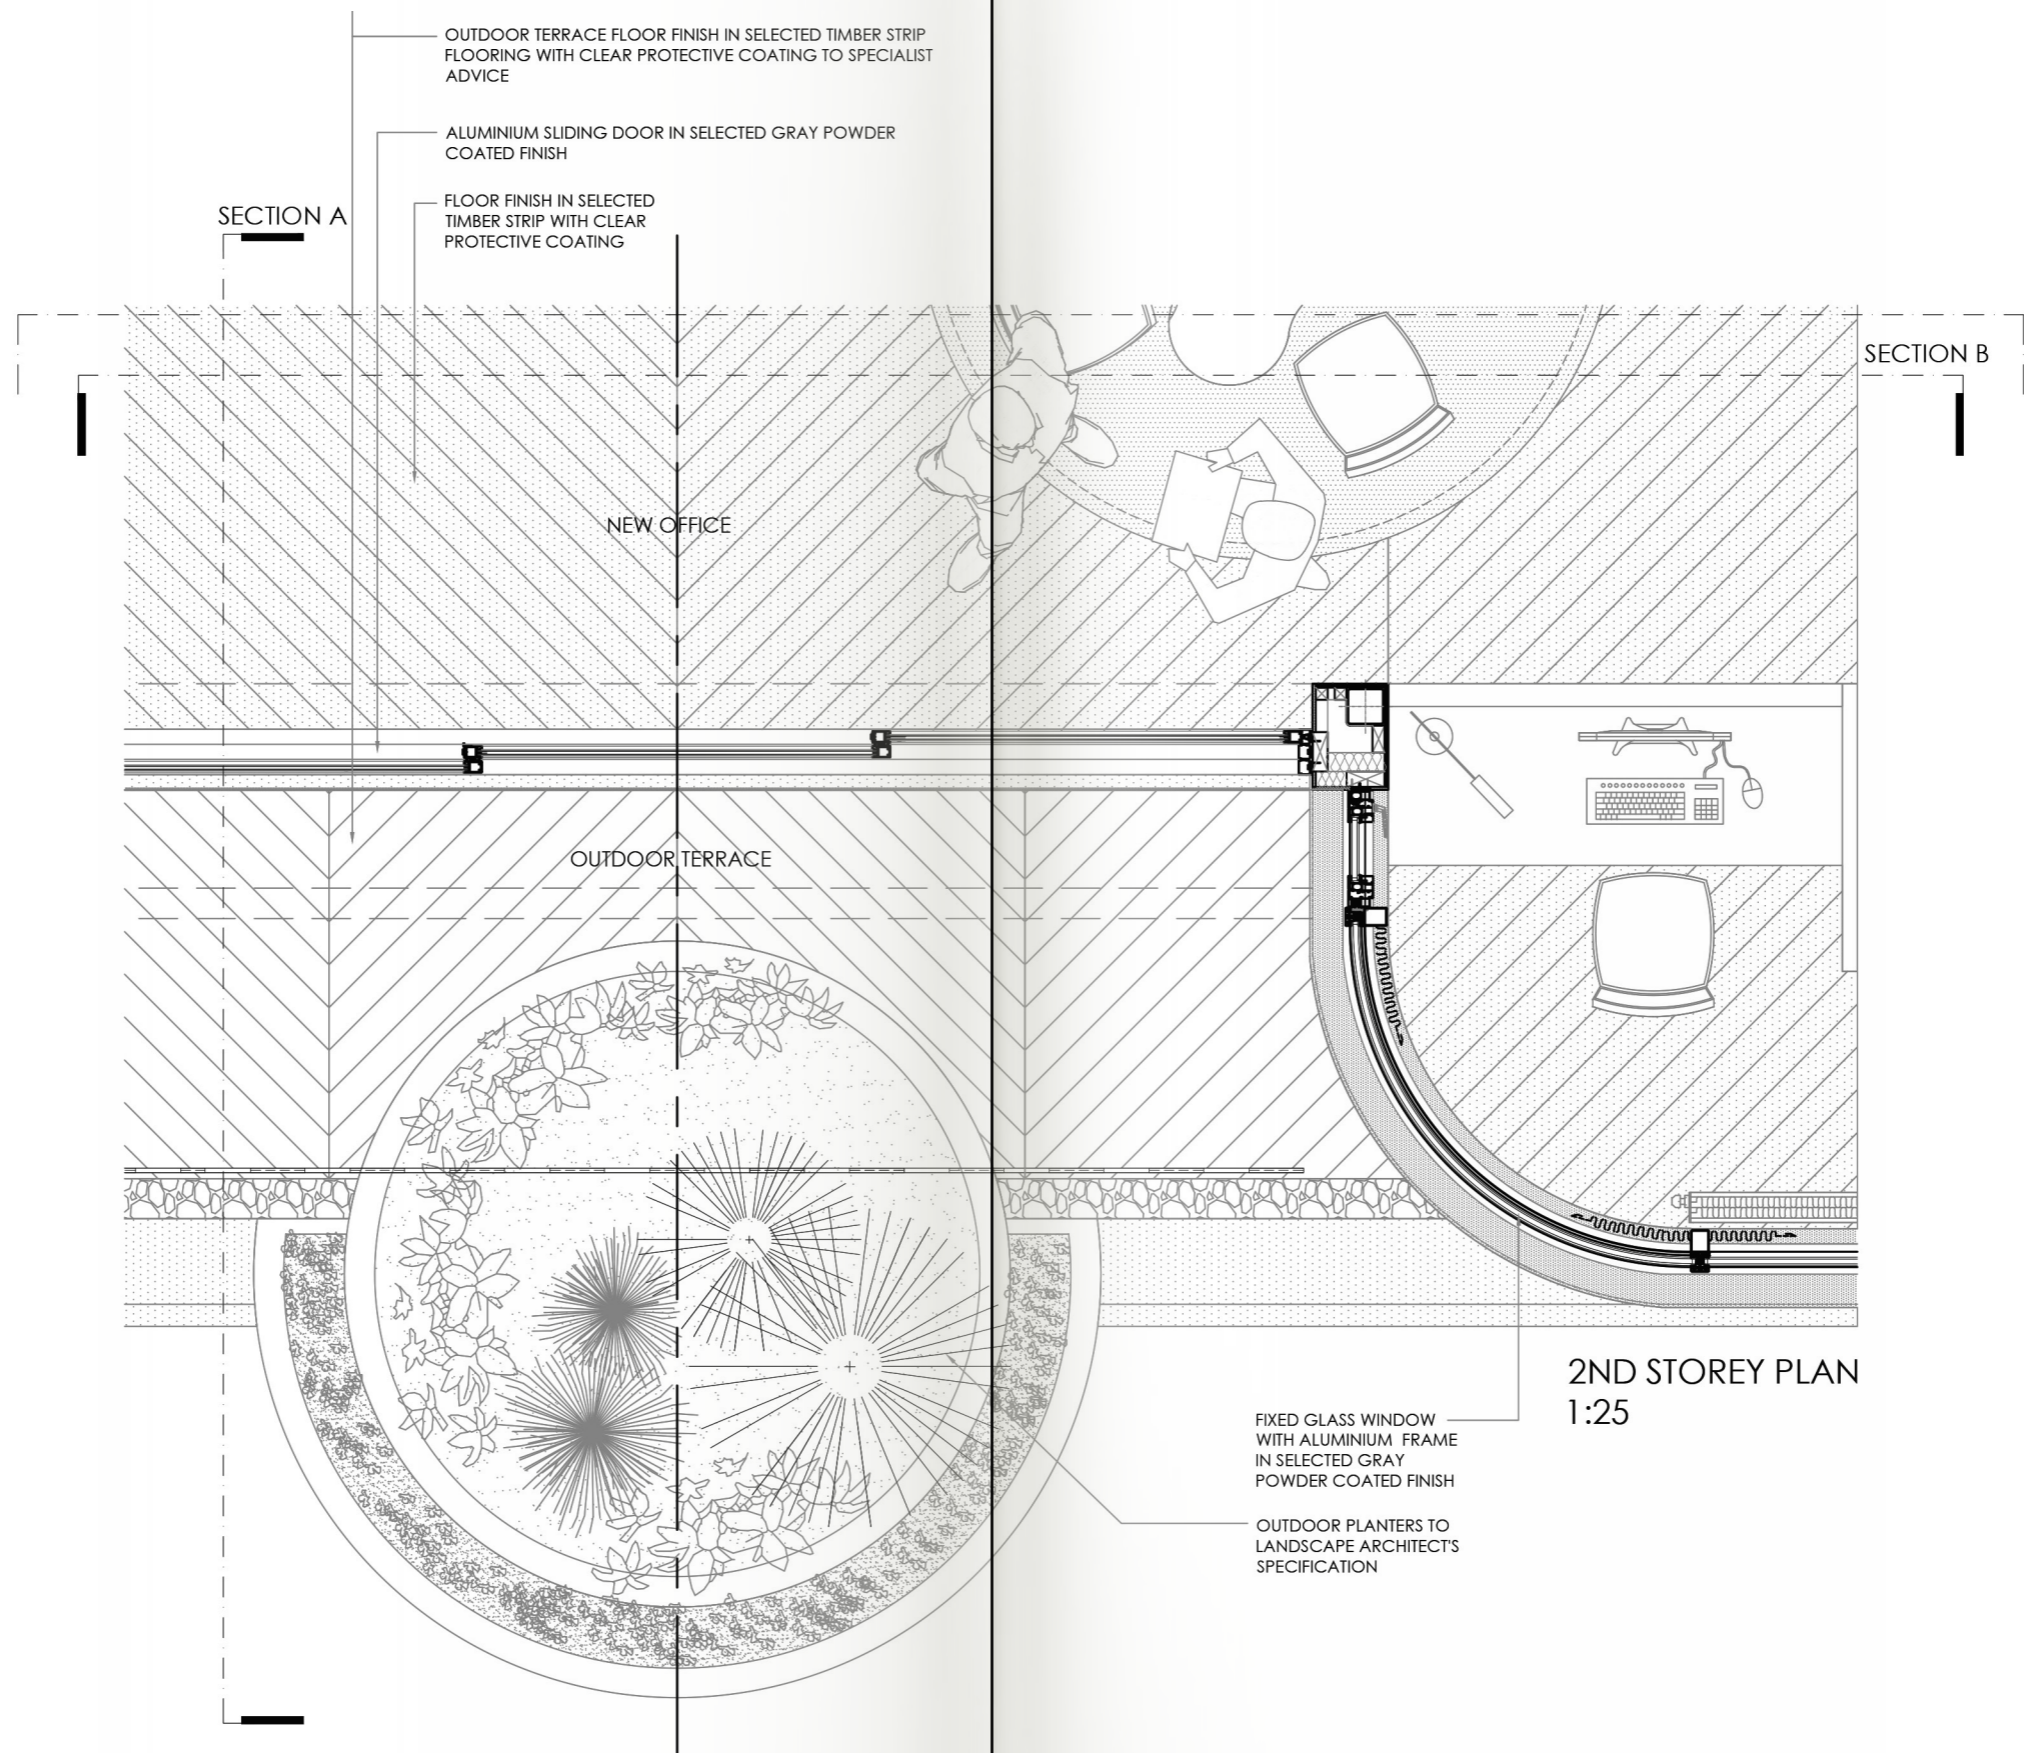 OUTDOOR TERRACE FLOOR FINISH IN SELECTED TIMBER STRIP
FLOORING WITH CLEAR PROTECTIVE COATING TO SPECIALIST
ADVICE
ALUMINIUM SLIDING DOOR IN SELECTED GRAY POWDER
COATED FINISH
FLOOR FINISH IN SELECTED
TIMBER STRIP WITH CLEAR
PROTECTIVE COATING
SECTION A
SECTION B
NEW OFFICE
OUTDOOR TERRACE
2ND STOREY PLAN
1:25
FIXED GLASS WINDOW
WITH ALUMINIUM FRAME
IN SELECTED GRAY
POWDER COATED FINISH
OUTDOOR PLANTERS TO
LANDSCAPE ARCHITECT'S
SPECIFICATION